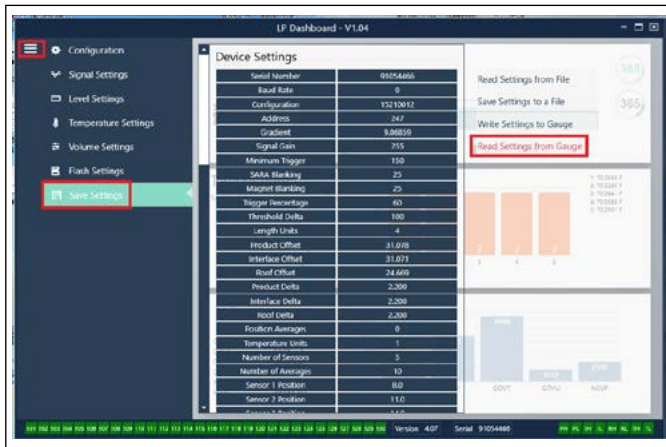 LP Dashboard - V1.04
Configuration
Signal Settings
Level Settings
Temperature Settings
Volume Settings
Flash Settings
Save Settings
Device Settings
Serial Number 91054466
Baud Rate 0
Configuration 15210012
Address 247
Gradient 9.06859
Signal Gain 255
Minimum Trigger 150
SARA Blanking 25
Magnet Blanking 25
Trigger Percentage 60
Threshold Delta 100
Length Units 4
Product Offset 31.078
Interface Offset 31.071
Roof Offset 24.669
Product Delta 2.200
Interface Delta 2.200
Roof Delta 2.200
Position Averages 0
Temperature Units 1
Number of Sensors 5
Number of Averages 10
Sensor 1 Position 8.0
Sensor 2 Position 11.0
Read Settings from File
Save Settings to a File
Write Settings to Gauge
Read Settings from Gauge
365
GOVT GTVU NSVP
Version 4.07 Serial 91054466